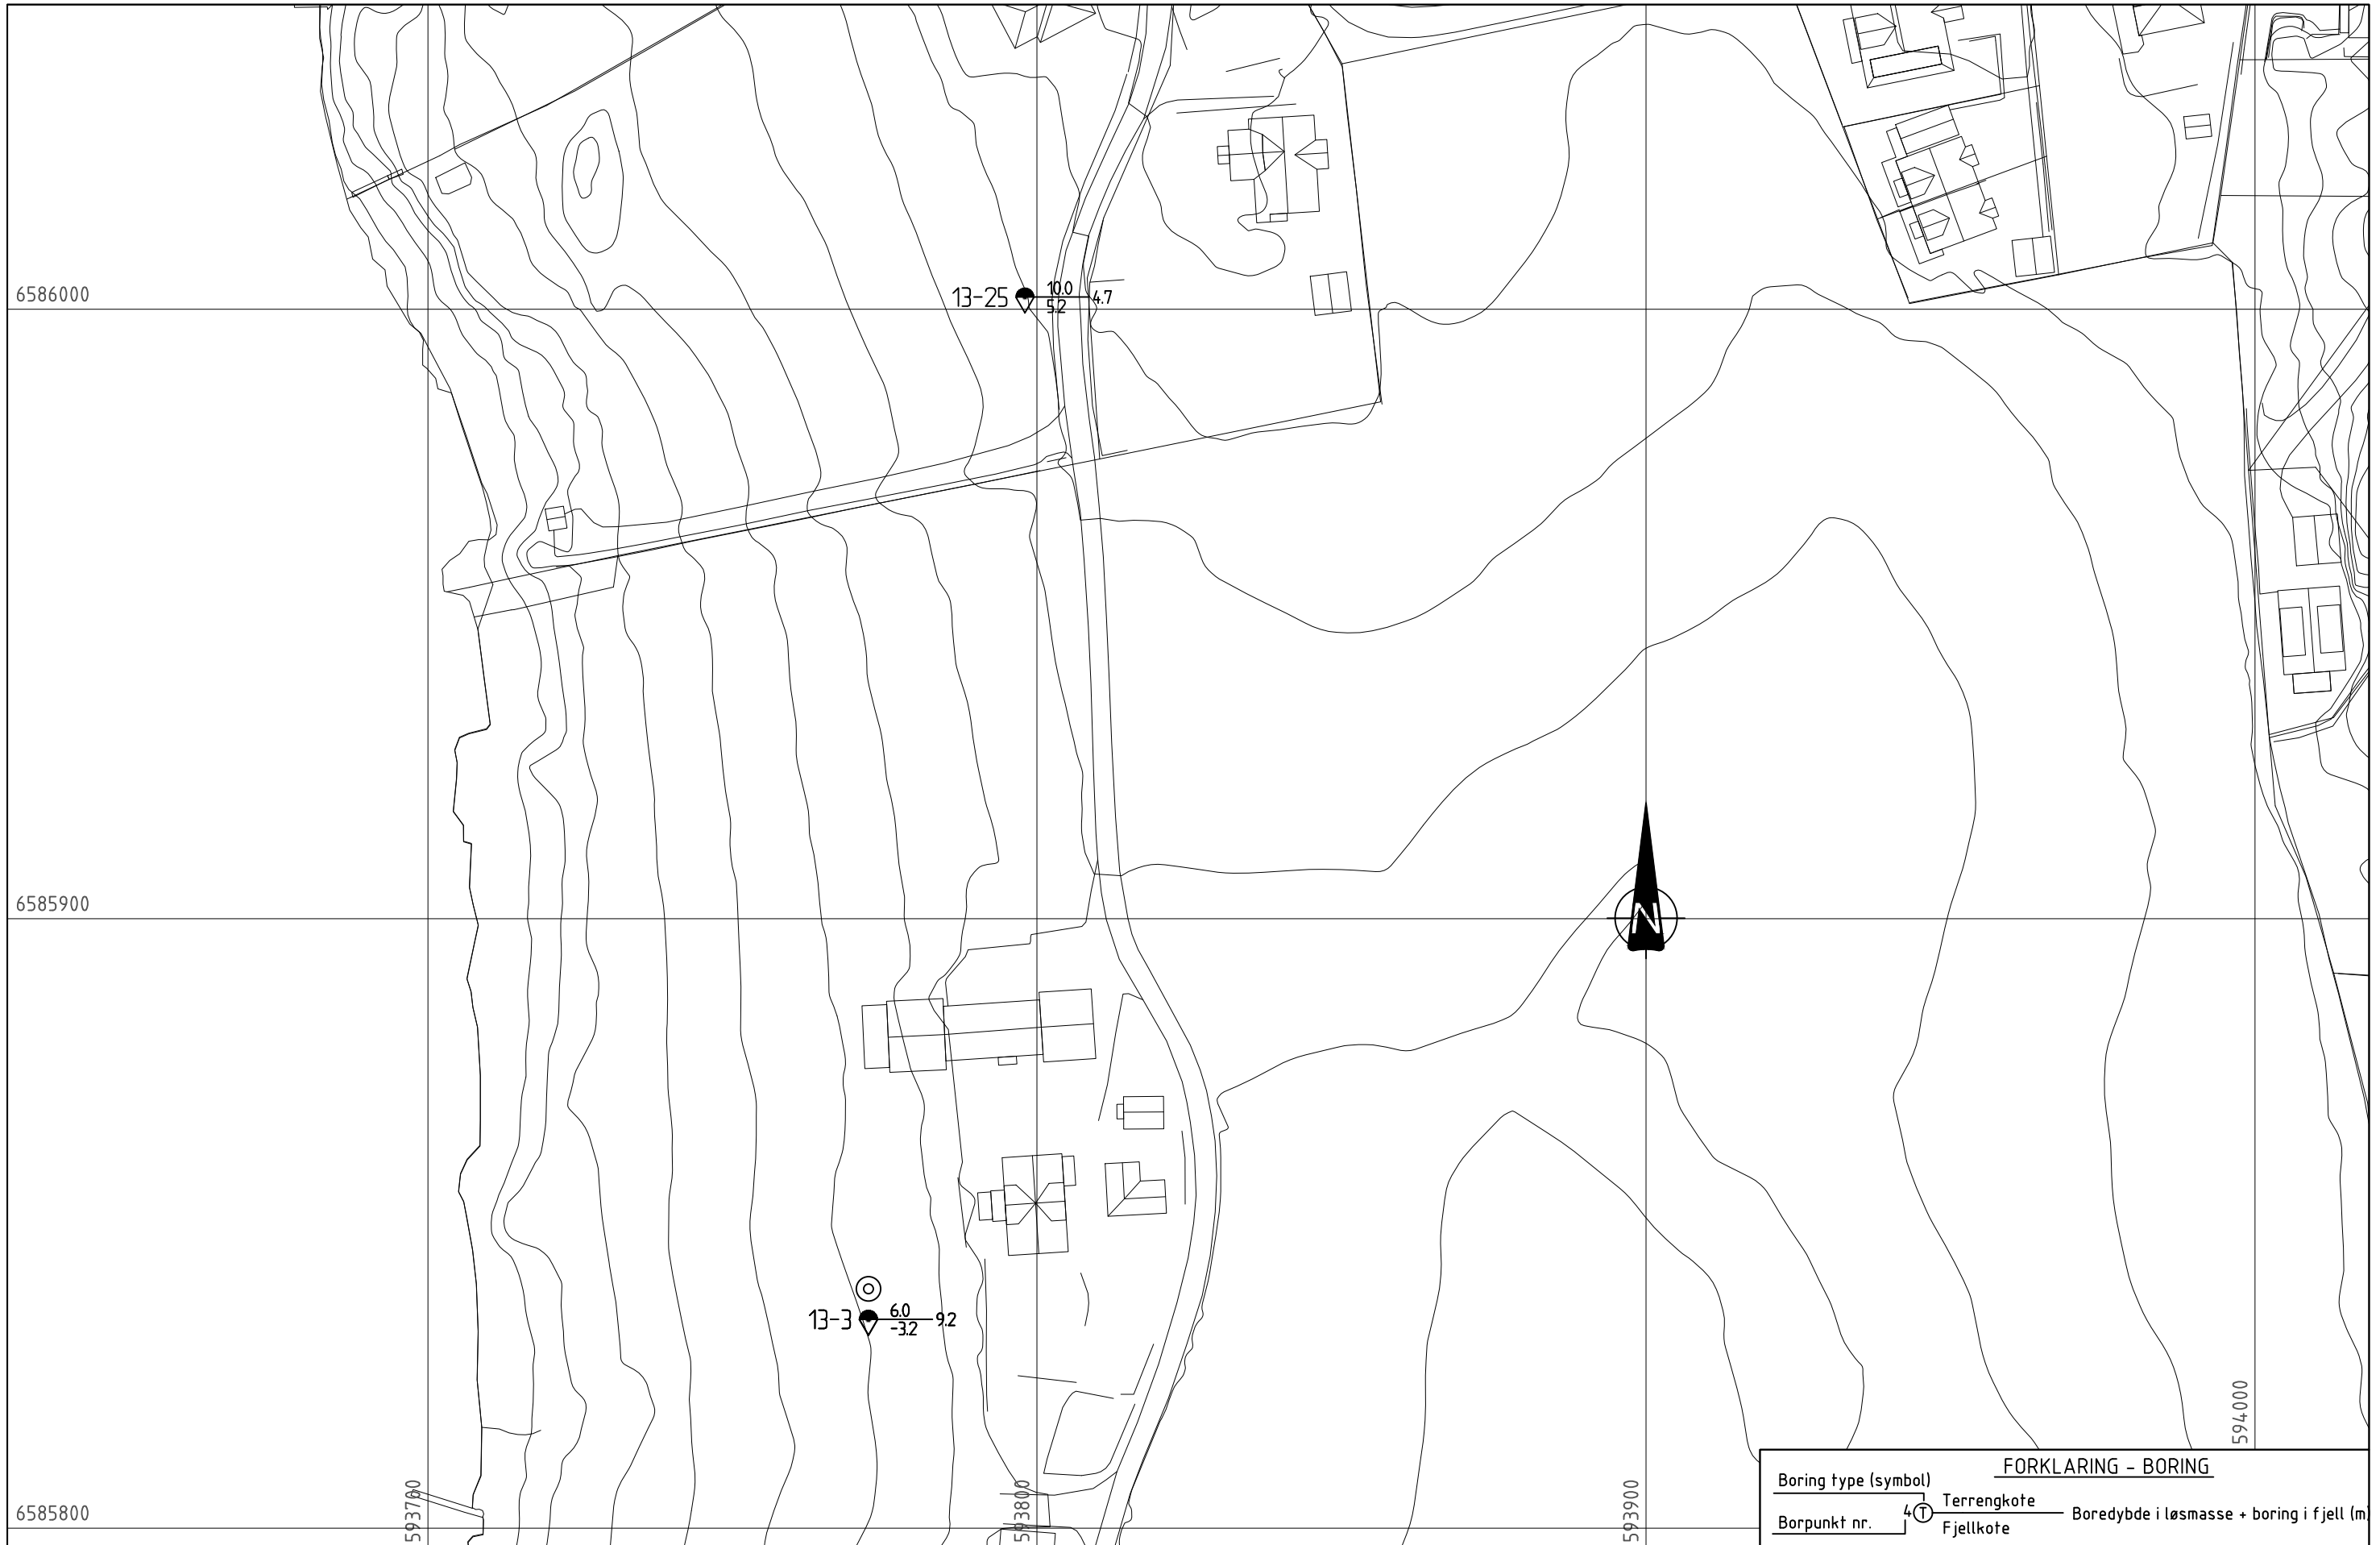 6586000
13-25
10.0
5.2
4.7
6585900
N
13-3
6.0
-3.2
9.2
594000
593700
593800
593900
6585800
FORKLARING - BORING
Boring type (symbol)
Borpunkt nr.
4
T
Terrengkote
Fjellkote
Boredybde i løsmasse + boring i fjell (m